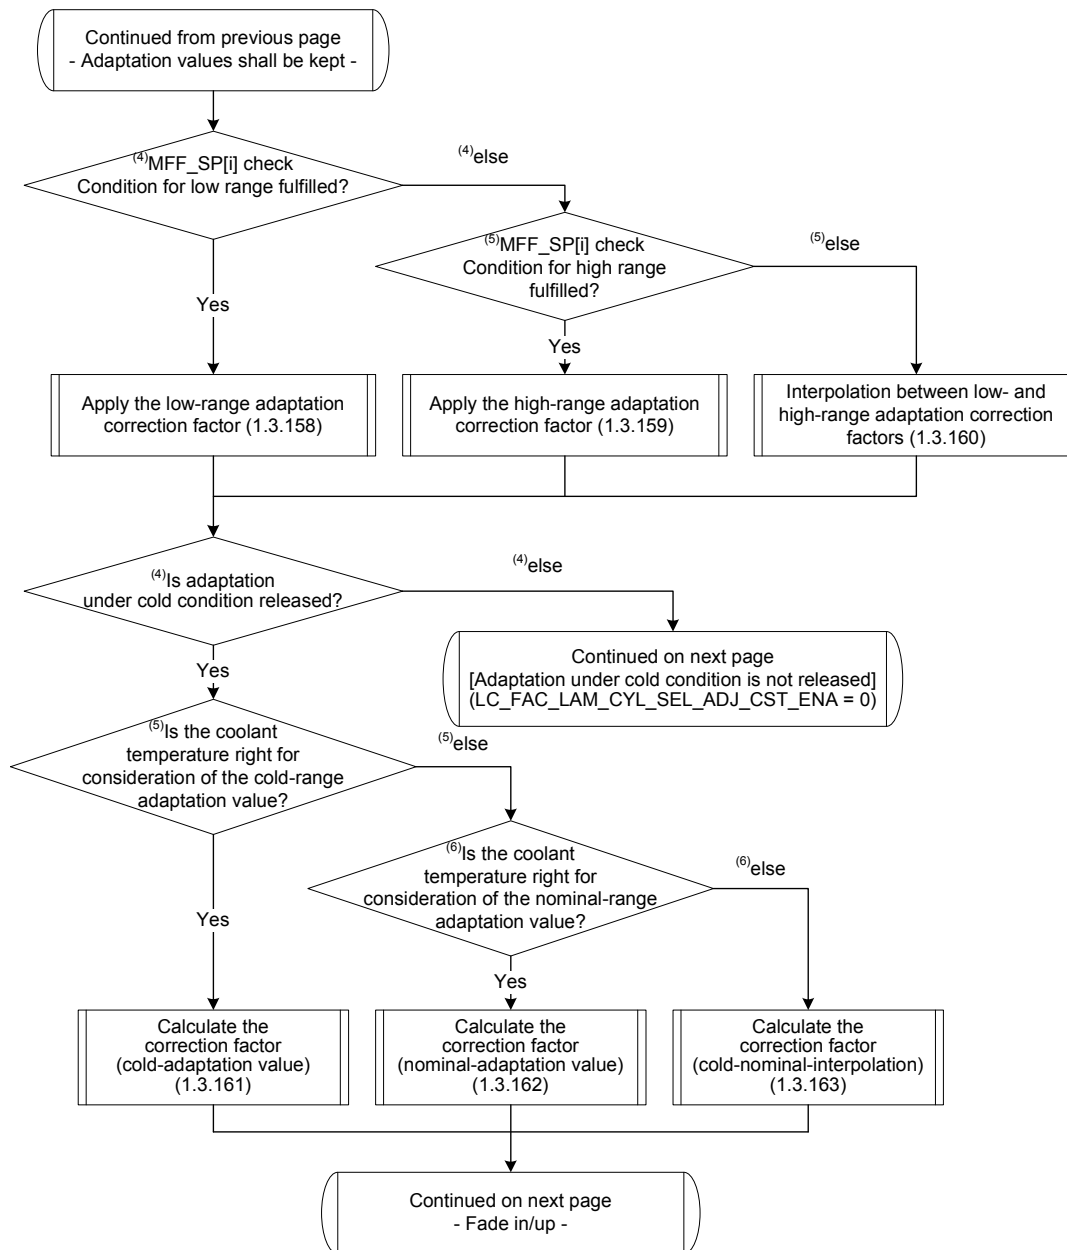 Continued from previous page
- Adaptation values shall be kept -
(4)MFF_SP[i] check
Condition for low range fulfilled?
(4)else
(5)MFF_SP[i] check
Condition for high range
fulfilled?
(5)else
Yes
Yes
Apply the low-range adaptation
correction factor (1.3.158)
Apply the high-range adaptation
correction factor (1.3.159)
Interpolation between low- and
high-range adaptation correction
factors (1.3.160)
(4)Is adaptation
under cold condition released?
(4)else
Yes
Continued on next page
[Adaptation under cold condition is not released]
(LC_FAC_LAM_CYL_SEL_ADJ_CST_ENA = 0)
(5)Is the coolant
temperature right for
consideration of the cold-range
adaptation value?
(5)else
(6)Is the coolant
temperature right for
consideration of the nominal-range
adaptation value?
(6)else
Yes
Yes
Calculate the
correction factor
(cold-adaptation value)
(1.3.161)
Calculate the
correction factor
(nominal-adaptation value)
(1.3.162)
Calculate the
correction factor
(cold-nominal-interpolation)
(1.3.163)
Continued on next page
- Fade in/up -